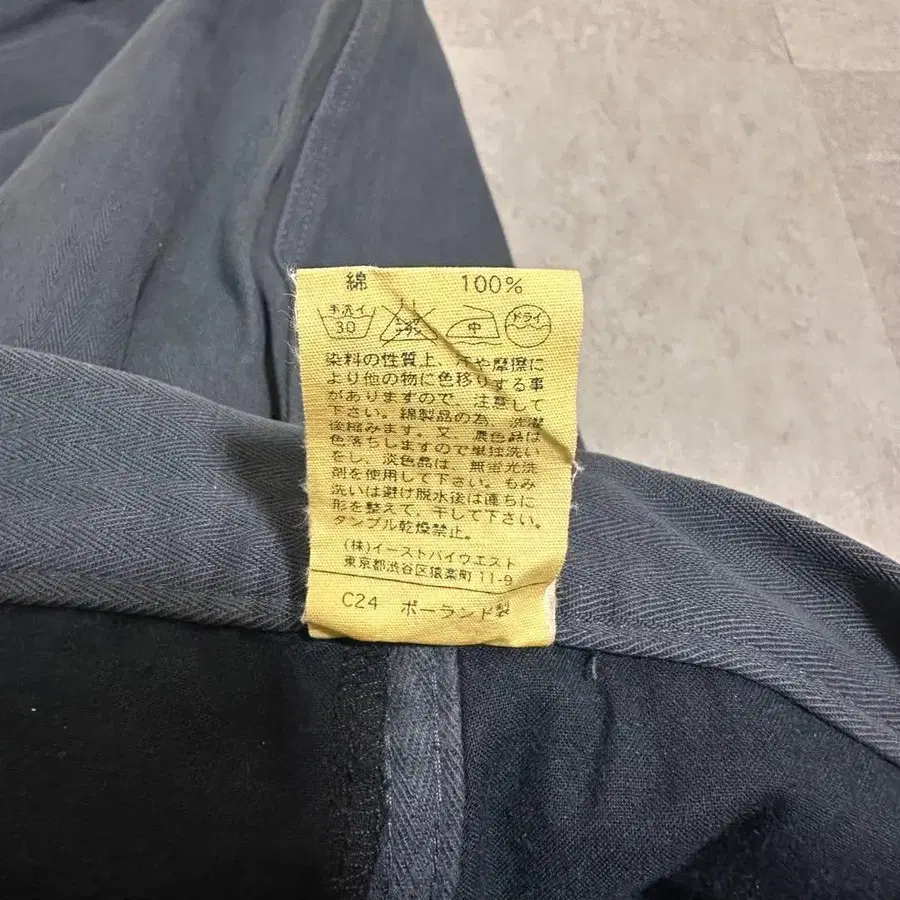 綿 100%
手洗イ 30 中 ドライ
染料の性質上、汗や摩擦に
より他の物に色移りする事
がありますので、注意して
下さい。綿製品の為、洗濯
後縮みます。又、濃色品は
色落ちしますので単独洗い
をし、淡色品は、無蛍光洗
剤を使用して下さい。もみ
洗いは避け脱水後は直ちに
形を整えて、干して下さい。
タンブル乾燥禁止。
(株)イーストバイウエスト
東京都渋谷区猿楽町11-9
C24 ポーランド製